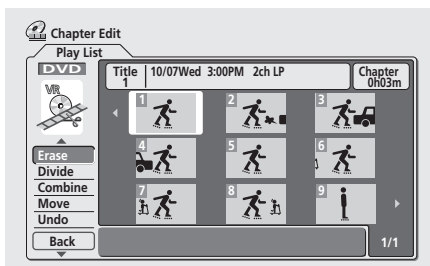 Chapter Edit
Play List
DVD
VR
Title 1 10/07Wed 3:00PM 2ch LP
Chapter 0h03m
1 2 3
4 5 6
7 8 9
Erase
Divide
Combine
Move
Undo
Back
1/1